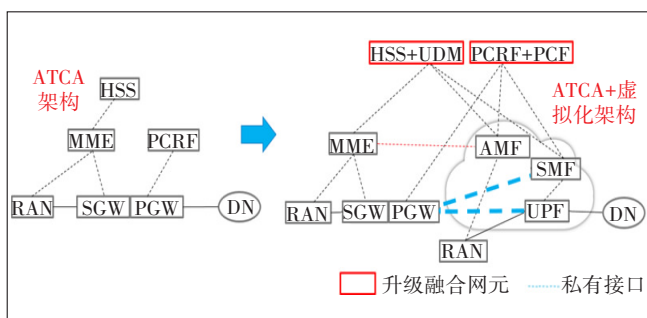 ATCA
架构
HSS
MME
PCRF
RAN
SGW
PGW
DN
HSS+UDM
PCRF+PCF
ATCA+虚
拟化架构
MME
AMF
SMF
RAN
SGW
PGW
UPF
DN
RAN
升级融合网元
私有接口